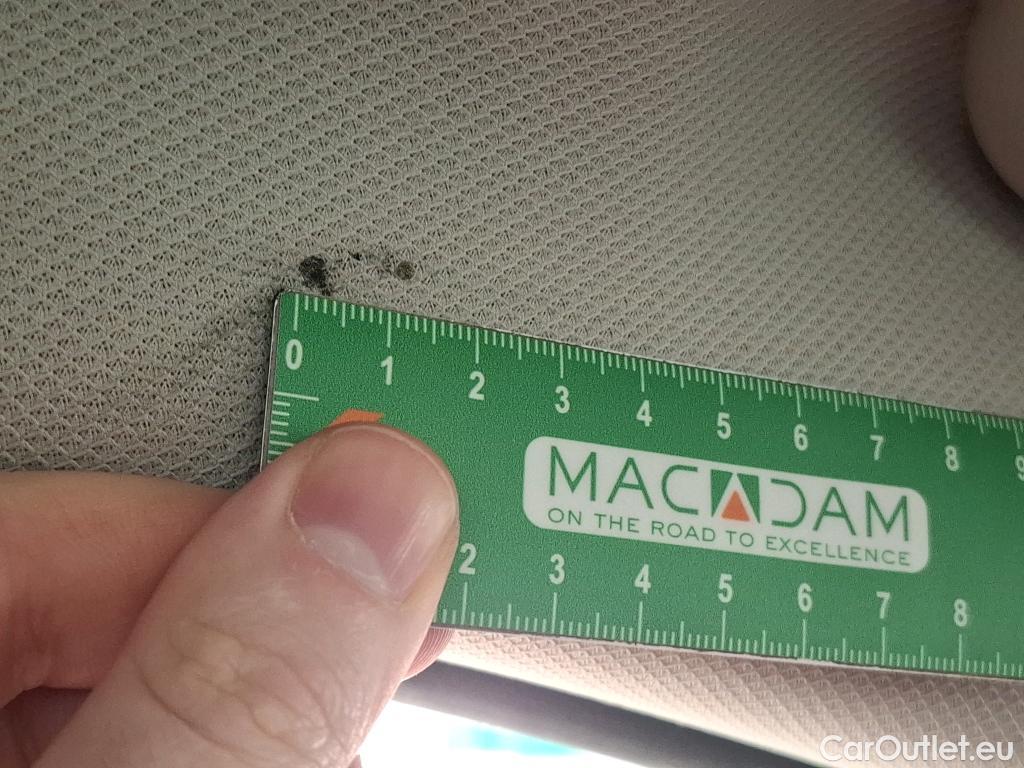 0 1 2 3 4 5 6 7 8 9
MACADAM
ON THE ROAD TO EXCELLENCE
2 3 4 5 6 7 8
CarOutlet.eu